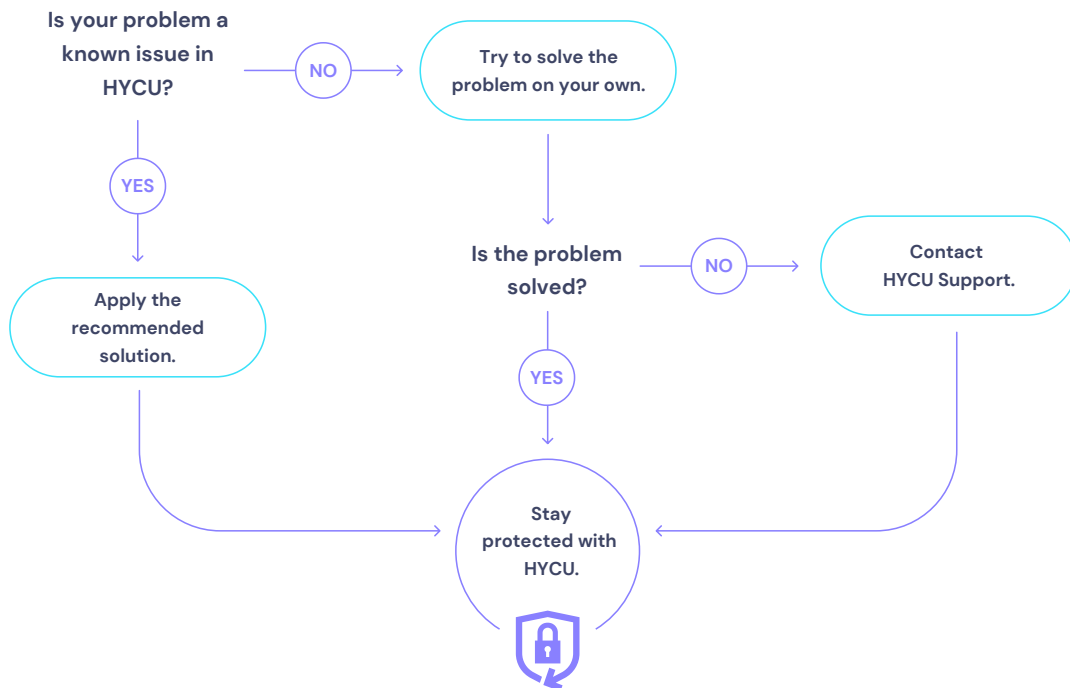 Is your problem a
known issue in
HYCU?
NO
Try to solve the
problem on your own.
YES
Apply the
recommended
solution.
Is the problem
solved?
NO
Contact
HYCU Support.
YES
Stay
protected with
HYCU.